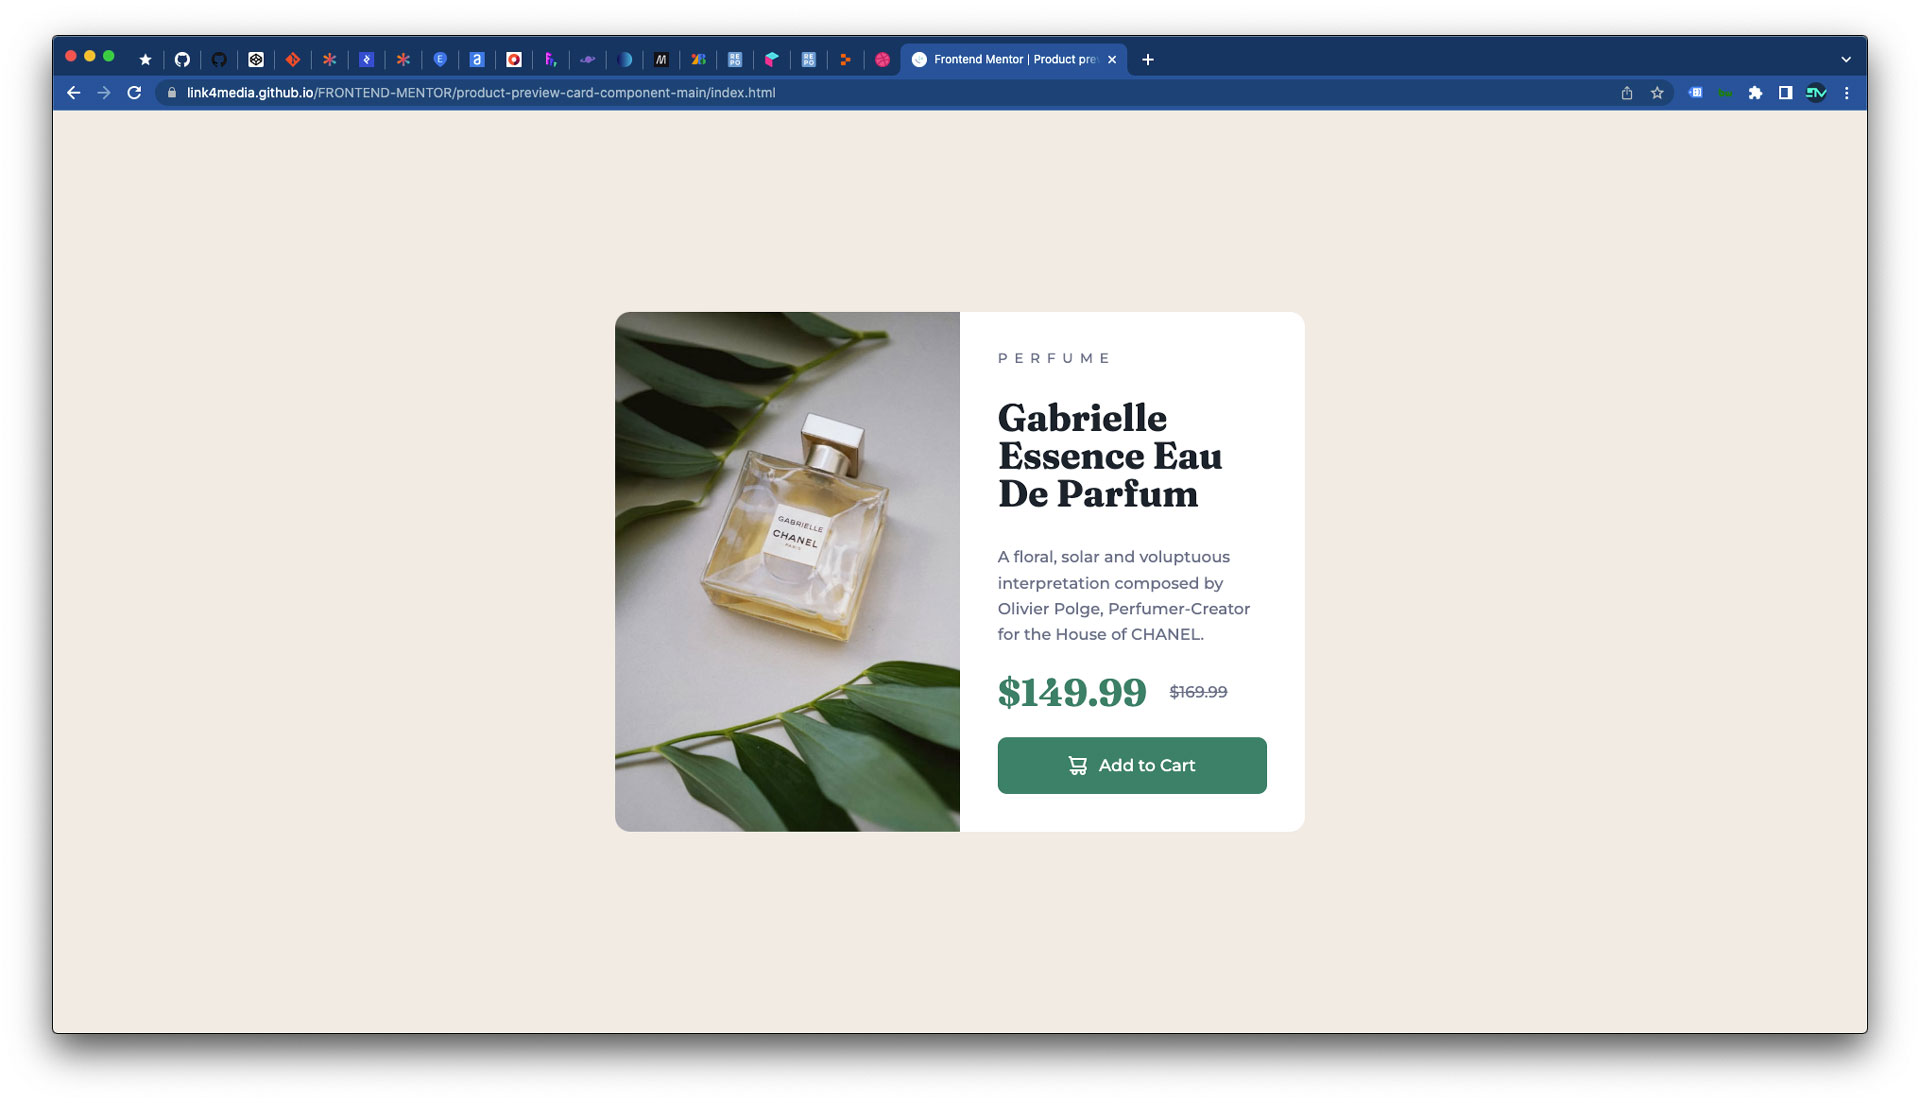 Frontend Mentor | Product pre
link4media.github.io/FRONTEND-MENTOR/product-preview-card-component-main/index.html
PERFUME
Gabrielle
Essence Eau
De Parfum
A floral, solar and voluptuous
interpretation composed by
Olivier Polge, Perfumer-Creator
for the House of CHANEL.
$149.99 $169.99
Add to Cart
GABRIELLE
CHANEL
PARIS